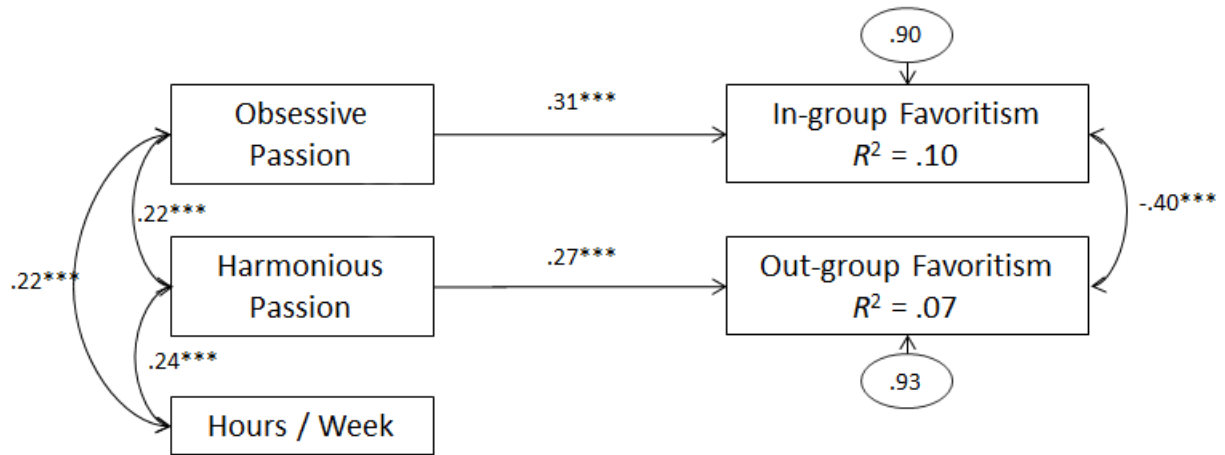 .90
Obsessive
Passion
.31***
In-group Favoritism
R² = .10
.22***
-.40***
.22***
Harmonious
Passion
.27***
Out-group Favoritism
R² = .07
.24***
.93
Hours / Week